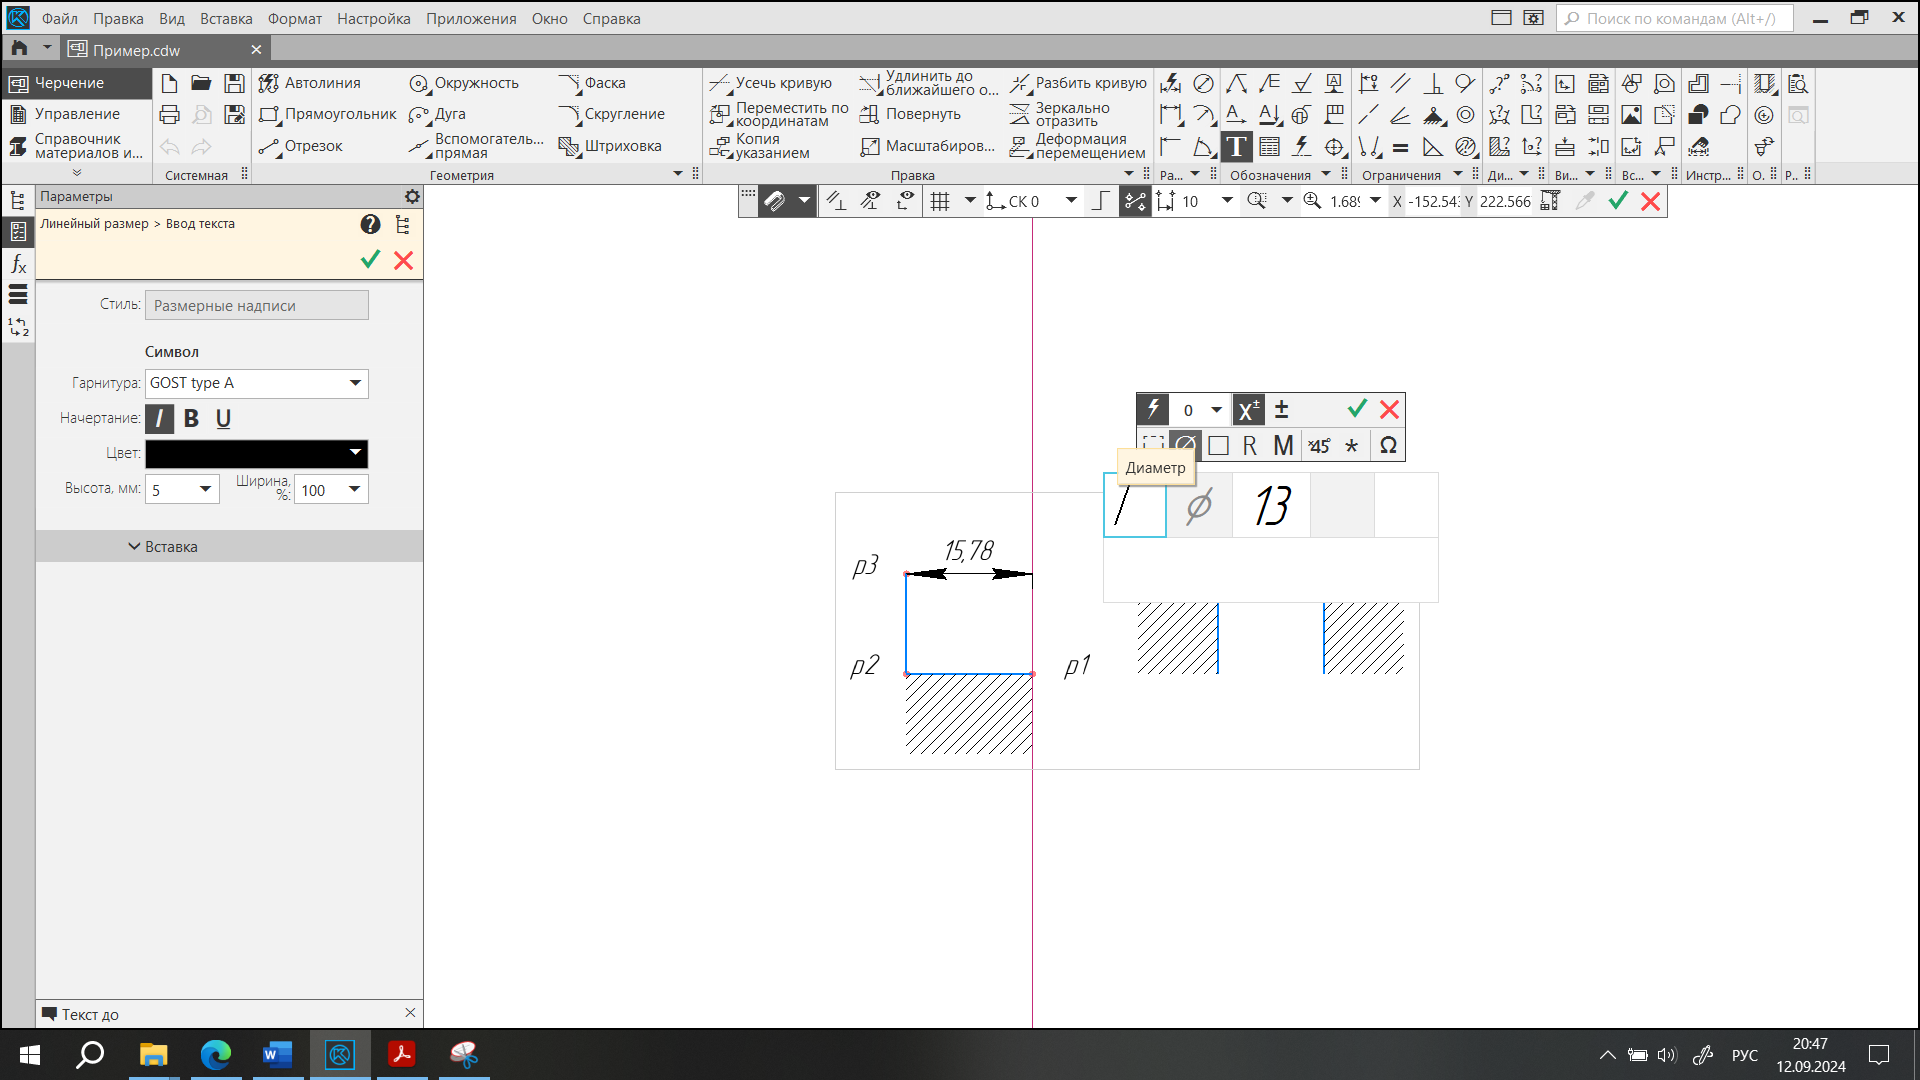 Файл Правка Вид Вставка Формат Настройка Приложения Окно Справка Поиск по командам (Alt+/)
Пример.cdw
Черчение
Управление
Справочник
материалов и...
Системная
Автолиния Окружность Фаска
Прямоугольник Дуга Скругление
Отрезок Вспомогатель...
прямая Штриховка
Геометрия
Усечь кривую Удлинить до
ближайшего о... Разбить кривую
Переместить по
координатам Повернуть Зеркально
отразить
Копия
указанием Масштабиров... Деформация
перемещением
Правка Ра... Обозначения Ограничения Ди... Ви... Вс... Инстр... О. Р..
Параметры
СК 0 10 1.689 X -152.543 Y 222.566
Линейный размер > Ввод текста
Стиль: Размерные надписи
Символ
Гарнитура: GOST type A
Начертание: I B U
Цвет:
Высота, мм: 5 Ширина,
%: 100
Вставка
0 X± ±
R M ×45° * Ω
Диаметр
⌀ 13
p3 15,78
p2 p1
Текст до
РУС
20:47
12.09.2024